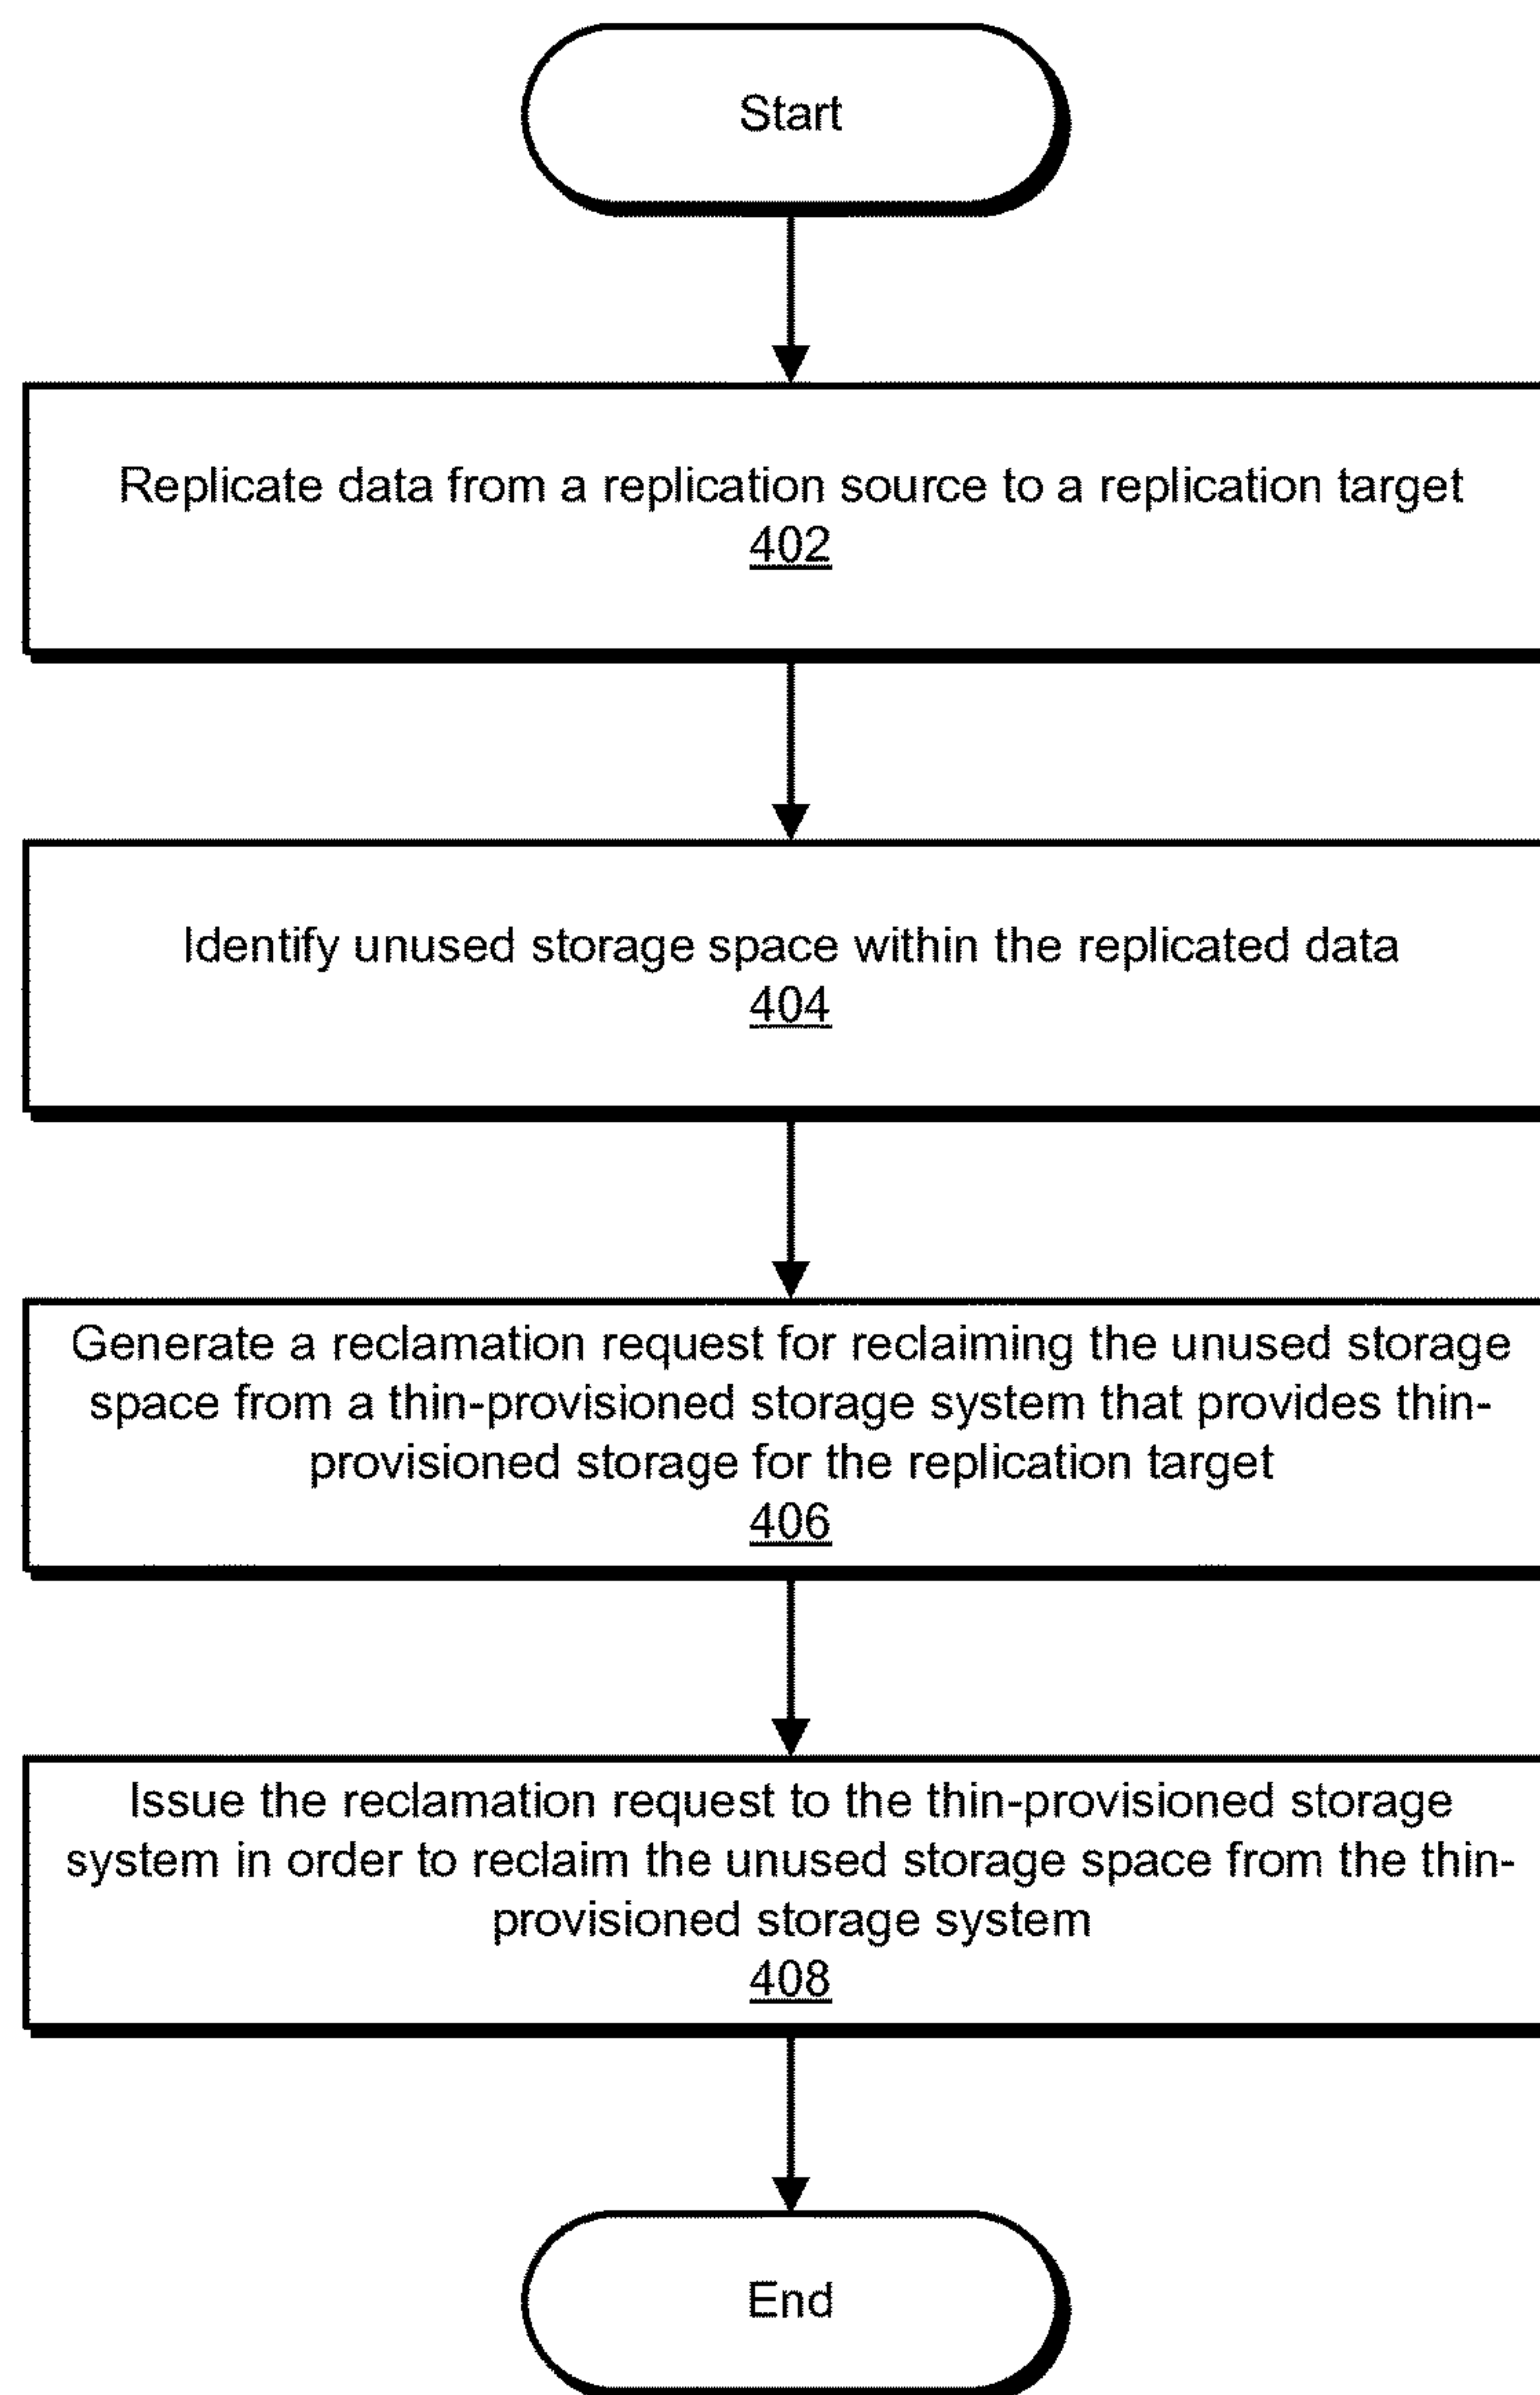 Start
Replicate data from a replication source to a replication target
402
Identify unused storage space within the replicated data
404
Generate a reclamation request for reclaiming the unused storage
space from a thin-provisioned storage system that provides thin-
provisioned storage for the replication target
406
Issue the reclamation request to the thin-provisioned storage
system in order to reclaim the unused storage space from the thin-
provisioned storage system
408
End